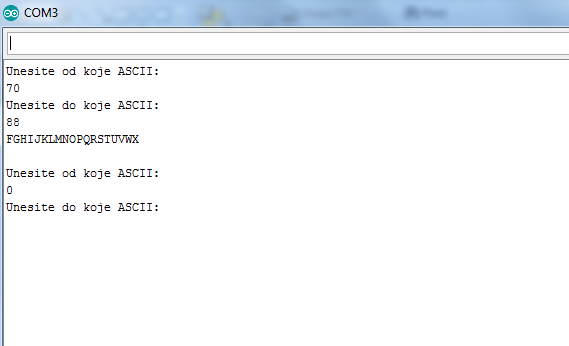 COM3
Unesite od koje ASCII:
70
Unesite do koje ASCII:
88
FGHIJKLMNOPQRSTUVWX
Unesite od koje ASCII:
0
Unesite do koje ASCII: